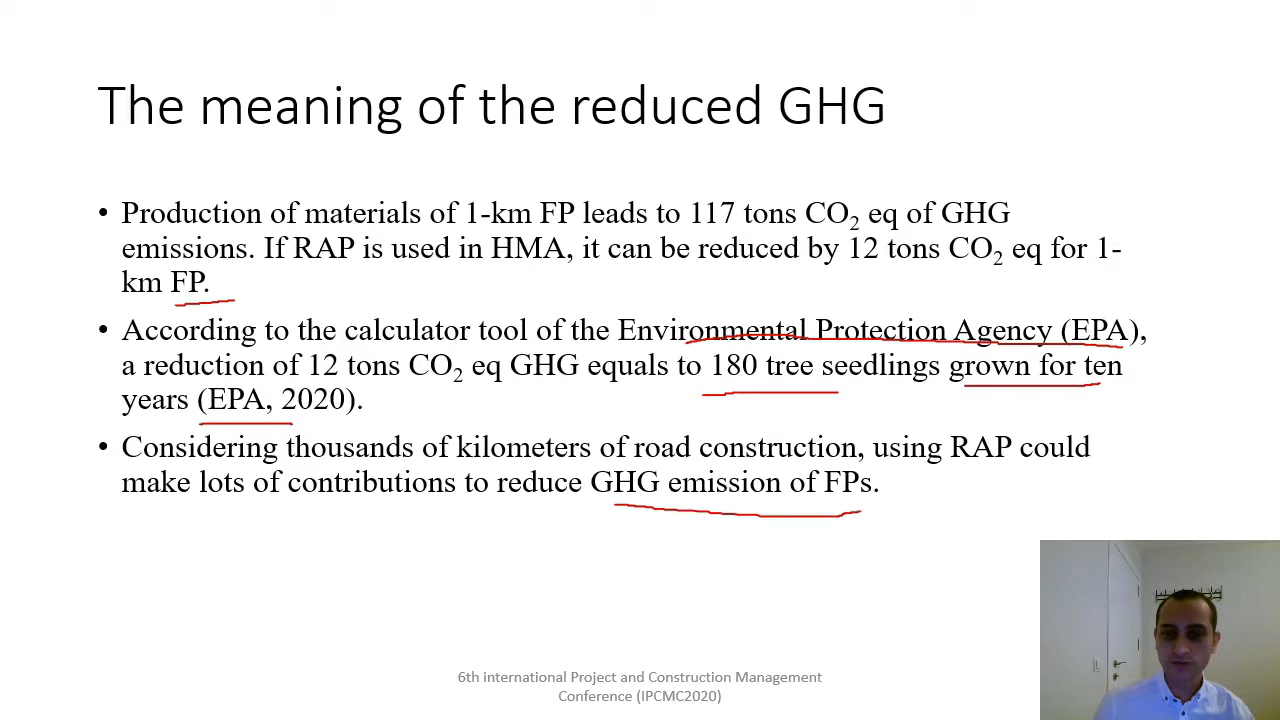 The meaning of the reduced GHG
• Production of materials of 1-km FP leads to 117 tons CO₂ eq of GHG
emissions. If RAP is used in HMA, it can be reduced by 12 tons CO₂ eq for 1-
km FP.
• According to the calculator tool of the Environmental Protection Agency (EPA),
a reduction of 12 tons CO₂ eq GHG equals to 180 tree seedlings grown for ten
years (EPA, 2020).
• Considering thousands of kilometers of road construction, using RAP could
make lots of contributions to reduce GHG emission of FPs.
6th international Project and Construction Management
Conference (IPCMC2020)